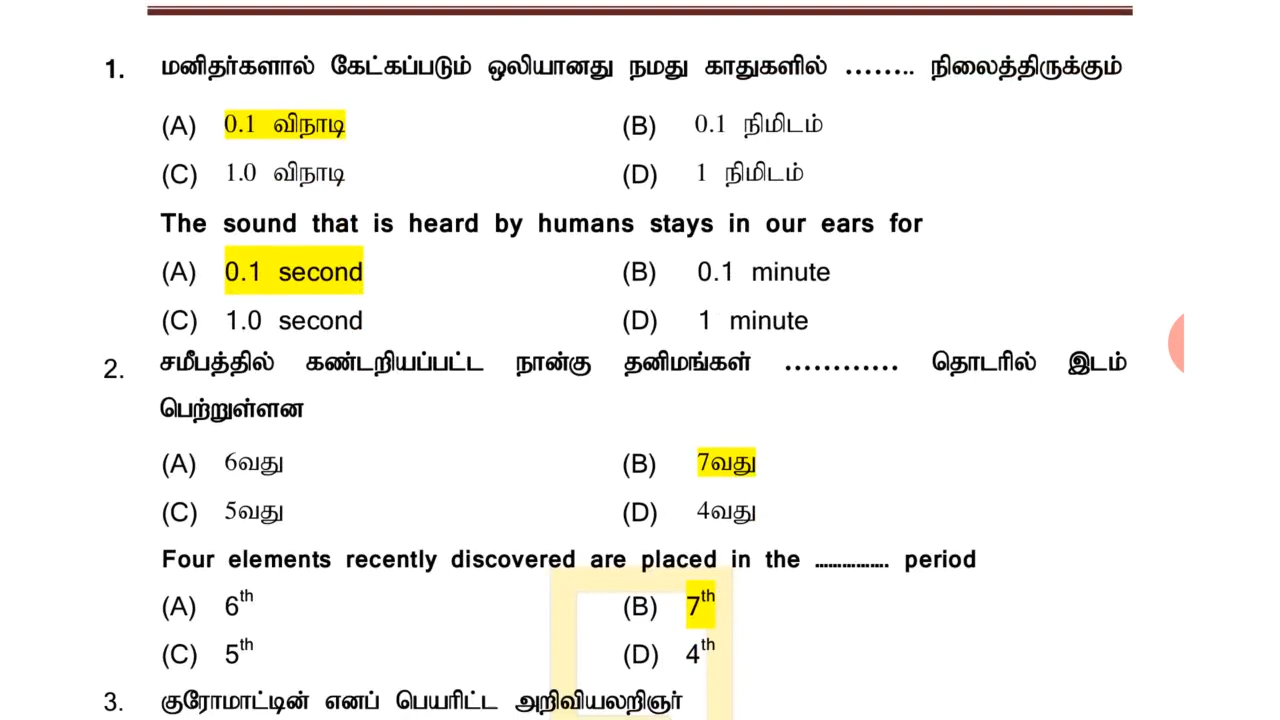 1. மனிதர்களால் கேட்கப்படும் ஒலியானது நமது காதுகளில் …….. நிலைத்திருக்கும்
(A) 0.1 விநாடி (B) 0.1 நிமிடம்
(C) 1.0 விநாடி (D) 1 நிமிடம்
The sound that is heard by humans stays in our ears for
(A) 0.1 second (B) 0.1 minute
(C) 1.0 second (D) 1 minute
2. சமீபத்தில் கண்டறியப்பட்ட நான்கு தனிமங்கள் ………… தொடரில் இடம்
பெற்றுள்ளன
(A) 6வது (B) 7வது
(C) 5வது (D) 4வது
Four elements recently discovered are placed in the ................ period
(A) 6th (B) 7th
(C) 5th (D) 4th
3. குரோமாட்டின் எனப் பெயரிட்ட அறிவியலறிஞர்